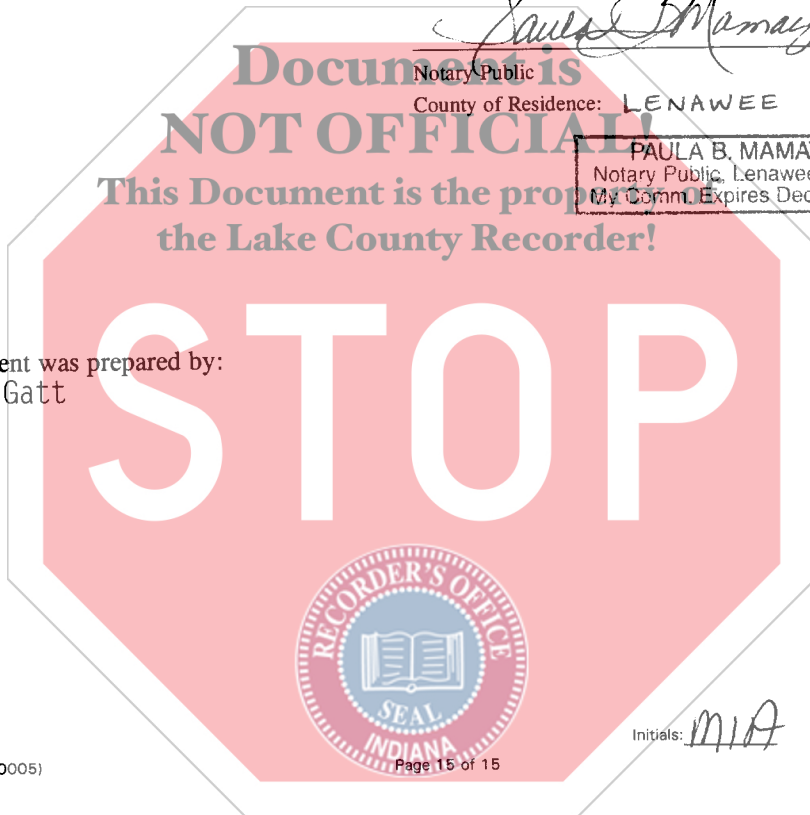 Paula B Mamay
Document is
Notary Public
County of Residence: LENAWEE
NOT OFFICIAL!
PAULA B. MAMA
Notary Public, Lenawee
My Comm. Expires Dec
This Document is the property of
the Lake County Recorder!
ent was prepared by:
Gatt
STOP
RECORDER'S OFFICE
SEAL
INDIANA
Initials: MIA
0005)
Page 15 of 15